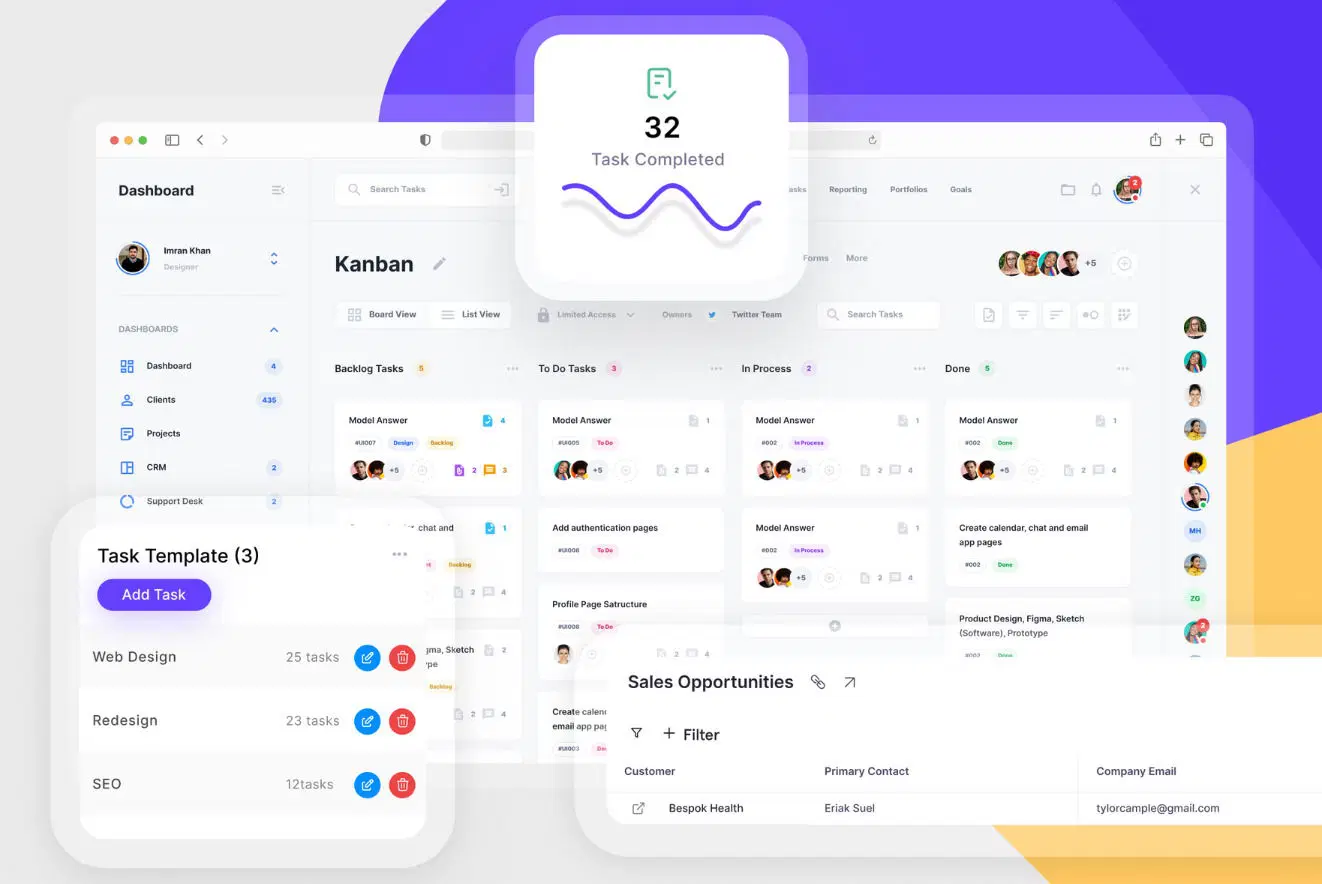 32
Task Completed
Dashboard
Search Tasks
Reporting
Portfolios
Goals
2
Imran Khan
Designer
Kanban
Forms
More
+5
DASHBOARDS
Board View
List View
Limited Access
Owners
Twitter Team
Search Tasks
Dashboard 4
Clients 435
Projects
CRM 2
Support Desk 2
Backlog Tasks 5
Model Answer 4
#UI007 Design Backlog
+5 2 3
chat and 1
Backlog
2 4
gma, Sketch 2
ype
Backlog
2 4
To Do Tasks 3
Model Answer 1
#UI005 To Do
+5 2 4
Add authentication pages
#UI008 To Do
Profile Page Satructure
#UI008 To Do
2 4
Create calen
email app pag
#UI003
In Process 2
Model Answer 1
#002 In Process
+5 2 4
Model Answer 1
#002 In Process
+5 2 4
Done 5
Model Answer 1
#002 Done
+5 2 4
Create calendar, chat and email
app pages
#002 Done
Product Design, Figma, Sketch
(Software), Prototype
#002 Done
MH
ZG
2
Task Template (3)
Add Task
Web Design 25 tasks
Redesign 23 tasks
SEO 12tasks
Sales Opportunities
Filter
Customer Primary Contact Company Email
Bespok Health Eriak Suel tylorcample@gmail.com